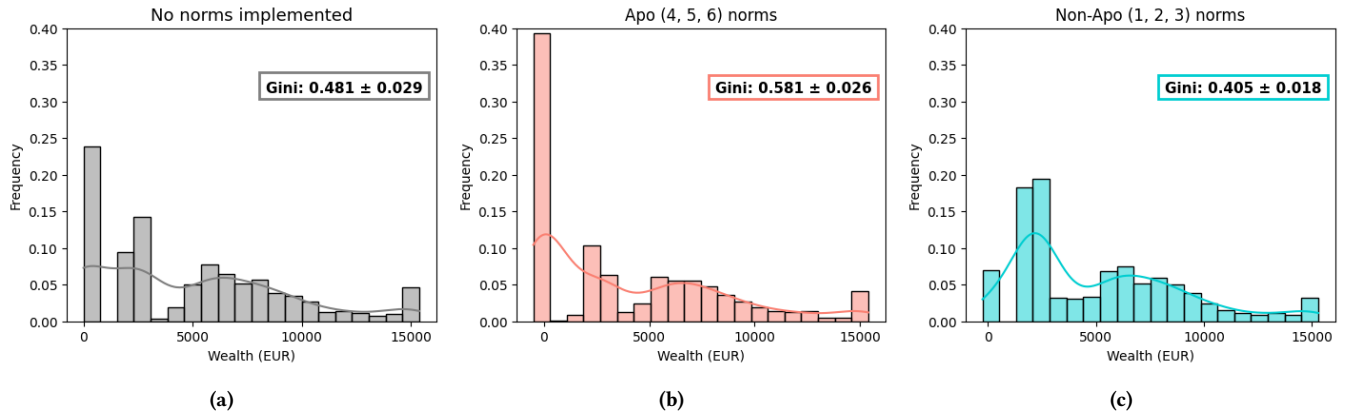 No norms implemented
0.40
0.35
0.30
0.25
0.20
0.15
0.10
0.05
0.00
Frequency
Gini: 0.481 ± 0.029
0
5000
10000
15000
Wealth (EUR)
(a)
Apo (4, 5, 6) norms
0.40
0.35
0.30
0.25
0.20
0.15
0.10
0.05
0.00
Frequency
Gini: 0.581 ± 0.026
0
5000
10000
15000
Wealth (EUR)
(b)
Non-Apo (1, 2, 3) norms
0.40
0.35
0.30
0.25
0.20
0.15
0.10
0.05
0.00
Frequency
Gini: 0.405 ± 0.018
0
5000
10000
15000
Wealth (EUR)
(c)